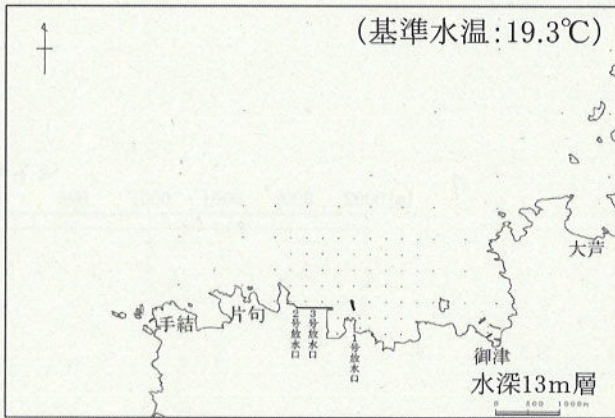 (基準水温:19.3℃)
大芦
手結
片句
2号放水口
3号放水口
1号放水口
御津
水深13m層
0 500 1000m